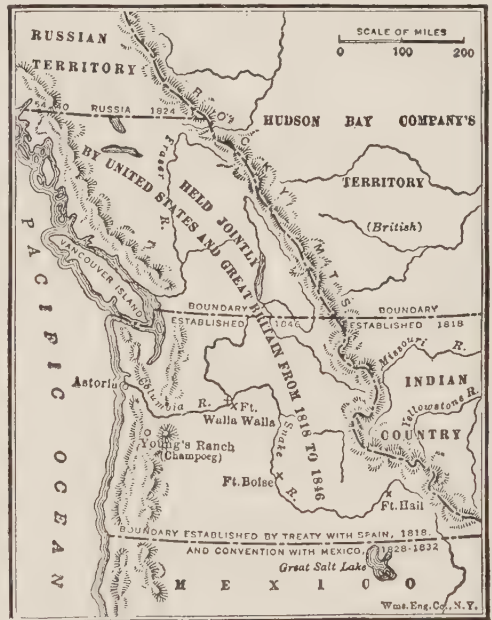 RUSSIAN
TERRITORY
SCALE OF MILES
0 100 200
54 40 RUSSIA 1824
ROCKY MTS
HUDSON BAY COMPANY'S
TERRITORY
(British)
Fraser R.
HELD JOINTLY
BY UNITED STATES AND GREAT BRITAIN FROM 1818 TO 1846
VANCOUVER ISLAND
PACIFIC OCEAN
BOUNDARY
ESTABLISHED 1846
BOUNDARY
ESTABLISHED 1818
Missouri R.
INDIAN
COUNTRY
Yellowstone R.
Astoria
Columbia R.
Ft.
Walla Walla
Young's Ranch
(Champoeg)
Snake R.
Ft. Boise
Ft. Hall
BOUNDARY ESTABLISHED BY TREATY WITH SPAIN, 1818.
AND CONVENTION WITH MEXICO, 1828-1832
Great Salt Lake
MEXICO
Wms. Eng. Co., N.Y.